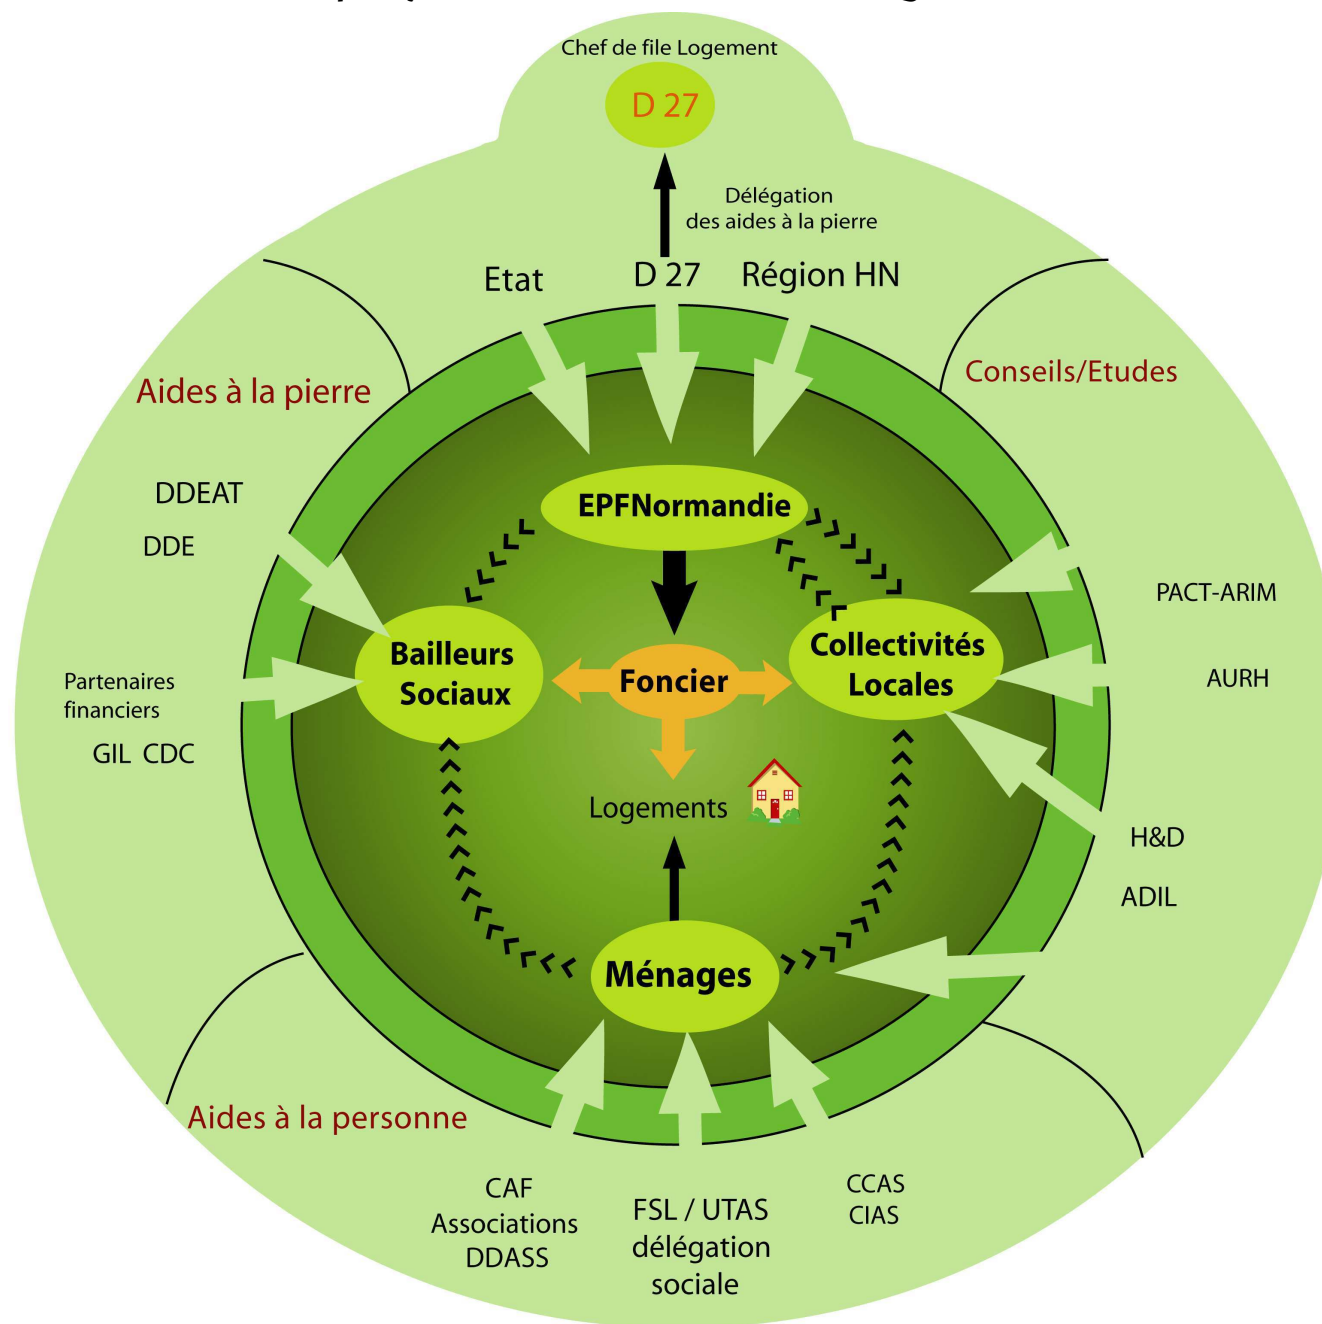 Chef de file Logement
D 27
Délégation
des aides à la pierre
Etat
D 27
Région HN
Aides à la pierre
Conseils/Etudes
DDEAT
DDE
EPFNormandie
PACT-ARIM
Bailleurs
Sociaux
Foncier
Collectivités
Locales
Partenaires
financiers
AURH
GIL CDC
Logements
H&D
ADIL
Ménages
Aides à la personne
CAF
Associations
DDASS
FSL / UTAS
délégation
sociale
CCAS
CIAS